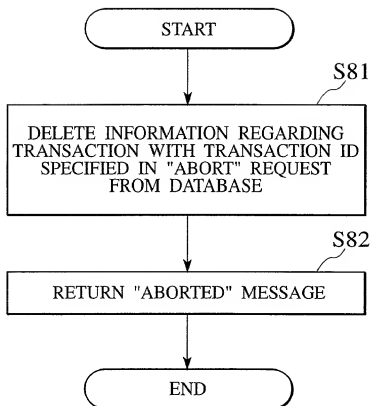 START
S81
DELETE INFORMATION REGARDING
TRANSACTION WITH TRANSACTION ID
SPECIFIED IN "ABORT" REQUEST
FROM DATABASE
S82
RETURN "ABORTED" MESSAGE
END